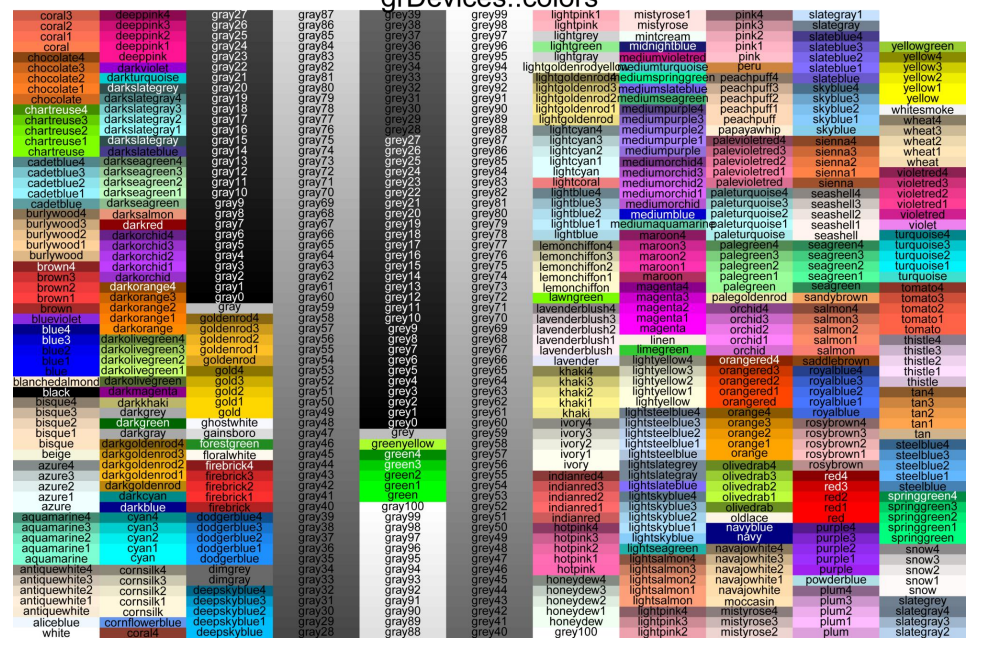 grDevices::colors
coral3
coral2
coral1
coral
chocolate4
chocolate3
chocolate2
chocolate1
chocolate
chartreuse4
chartreuse3
chartreuse2
chartreuse1
chartreuse
cadetblue4
cadetblue3
cadetblue2
cadetblue1
cadetblue
burlywood4
burlywood3
burlywood2
burlywood1
burlywood
brown4
brown3
brown2
brown1
brown
blueviolet
blue4
blue3
blue2
blue1
blue
blanchedalmond
black
bisque4
bisque3
bisque2
bisque1
bisque
beige
azure4
azure3
azure2
azure1
azure
aquamarine4
aquamarine3
aquamarine2
aquamarine1
aquamarine
antiquewhite4
antiquewhite3
antiquewhite2
antiquewhite1
antiquewhite
aliceblue
white
deeppink4
deeppink3
deeppink2
deeppink1
deeppink
darkviolet
darkturquoise
darkslategrey
darkslategray4
darkslategray3
darkslategray2
darkslategray1
darkslategray
darkslateblue
darkseagreen4
darkseagreen3
darkseagreen2
darkseagreen1
darkseagreen
darksalmon
darkred
darkorchid4
darkorchid3
darkorchid2
darkorchid1
darkorchid
darkorange4
darkorange3
darkorange2
darkorange1
darkorange
darkolivegreen4
darkolivegreen3
darkolivegreen2
darkolivegreen1
darkolivegreen
darkmagenta
darkkhaki
darkgrey
darkgreen
darkgray
darkgoldenrod4
darkgoldenrod3
darkgoldenrod2
darkgoldenrod1
darkgoldenrod
darkcyan
darkblue
cyan4
cyan3
cyan2
cyan1
cyan
cornsilk4
cornsilk3
cornsilk2
cornsilk1
cornsilk
cornflowerblue
coral4
gray27
gray26
gray25
gray24
gray23
gray22
gray21
gray20
gray19
gray18
gray17
gray16
gray15
gray14
gray13
gray12
gray11
gray10
gray9
gray8
gray7
gray6
gray5
gray4
gray3
gray2
gray1
gray0
gray
goldenrod4
goldenrod3
goldenrod2
goldenrod1
goldenrod
gold4
gold3
gold2
gold1
gold
ghostwhite
gainsboro
forestgreen
floralwhite
firebrick4
firebrick3
firebrick2
firebrick1
firebrick
dodgerblue4
dodgerblue3
dodgerblue2
dodgerblue1
dodgerblue
dimgrey
dimgray
deepskyblue4
deepskyblue3
deepskyblue2
deepskyblue1
deepskyblue
gray87
gray86
gray85
gray84
gray83
gray82
gray81
gray80
gray79
gray78
gray77
gray76
gray75
gray74
gray73
gray72
gray71
gray70
gray69
gray68
gray67
gray66
gray65
gray64
gray63
gray62
gray61
gray60
gray59
gray58
gray57
gray56
gray55
gray54
gray53
gray52
gray51
gray50
gray49
gray48
gray47
gray46
gray45
gray44
gray43
gray42
gray41
gray40
gray39
gray38
gray37
gray36
gray35
gray34
gray33
gray32
gray31
gray30
gray29
gray28
grey39
grey38
grey37
grey36
grey35
grey34
grey33
grey32
grey31
grey30
grey29
grey28
grey27
grey26
grey25
grey24
grey23
grey22
grey21
grey20
grey19
grey18
grey17
grey16
grey15
grey14
grey13
grey12
grey11
grey10
grey9
grey8
grey7
grey6
grey5
grey4
grey3
grey2
grey1
grey0
grey
greenyellow
green4
green3
green2
green1
green
gray100
gray99
gray98
gray97
gray96
gray95
gray94
gray93
gray92
gray91
gray90
gray89
gray88
grey99
grey98
grey97
grey96
grey95
grey94
grey93
grey92
grey91
grey90
grey89
grey88
grey87
grey86
grey85
grey84
grey83
grey82
grey81
grey80
grey79
grey78
grey77
grey76
grey75
grey74
grey73
grey72
grey71
grey70
grey69
grey68
grey67
grey66
grey65
grey64
grey63
grey62
grey61
grey60
grey59
grey58
grey57
grey56
grey55
grey54
grey53
grey52
grey51
grey50
grey49
grey48
grey47
grey46
grey45
grey44
grey43
grey42
grey41
grey40
lightpink1
lightpink
lightgrey
lightgreen
lightgray
lightgoldenrodyellow
lightgoldenrod4
lightgoldenrod3
lightgoldenrod2
lightgoldenrod1
lightgoldenrod
lightcyan4
lightcyan3
lightcyan2
lightcyan1
lightcyan
lightcoral
lightblue4
lightblue3
lightblue2
lightblue1
lightblue
lemonchiffon4
lemonchiffon3
lemonchiffon2
lemonchiffon1
lemonchiffon
lawngreen
lavenderblush4
lavenderblush3
lavenderblush2
lavenderblush1
lavenderblush
lavender
khaki4
khaki3
khaki2
khaki1
khaki
ivory4
ivory3
ivory2
ivory1
ivory
indianred4
indianred3
indianred2
indianred1
indianred
hotpink4
hotpink3
hotpink2
hotpink1
hotpink
honeydew4
honeydew3
honeydew2
honeydew1
honeydew
grey100
mistyrose1
mistyrose
mintcream
midnightblue
mediumvioletred
mediumturquoise
mediumspringgreen
mediumslateblue
mediumseagreen
mediumpurple4
mediumpurple3
mediumpurple2
mediumpurple1
mediumpurple
mediumorchid4
mediumorchid3
mediumorchid2
mediumorchid1
mediumorchid
mediumblue
mediumaquamarine
maroon4
maroon3
maroon2
maroon1
maroon
magenta4
magenta3
magenta2
magenta1
magenta
linen
limegreen
lightyellow4
lightyellow3
lightyellow2
lightyellow1
lightyellow
lightsteelblue4
lightsteelblue3
lightsteelblue2
lightsteelblue1
lightsteelblue
lightslategrey
lightslategray
lightslateblue
lightskyblue4
lightskyblue3
lightskyblue2
lightskyblue1
lightskyblue
lightseagreen
lightsalmon4
lightsalmon3
lightsalmon2
lightsalmon1
lightsalmon
lightpink4
lightpink3
lightpink2
pink4
pink3
pink2
pink1
pink
peru
peachpuff4
peachpuff3
peachpuff2
peachpuff1
peachpuff
papayawhip
palevioletred4
palevioletred3
palevioletred2
palevioletred1
palevioletred
paleturquoise4
paleturquoise3
paleturquoise2
paleturquoise1
paleturquoise
palegreen4
palegreen3
palegreen2
palegreen1
palegreen
palegoldenrod
orchid4
orchid3
orchid2
orchid1
orchid
orangered4
orangered3
orangered2
orangered1
orangered
orange4
orange3
orange2
orange1
orange
olivedrab4
olivedrab3
olivedrab2
olivedrab1
olivedrab
oldlace
navyblue
navy
navajowhite4
navajowhite3
navajowhite2
navajowhite1
navajowhite
moccasin
mistyrose4
mistyrose3
mistyrose2
slategray1
slategray
slateblue4
slateblue3
slateblue2
slateblue1
slateblue
skyblue4
skyblue3
skyblue2
skyblue1
skyblue
sienna4
sienna3
sienna2
sienna1
sienna
seashell4
seashell3
seashell2
seashell1
seashell
seagreen4
seagreen3
seagreen2
seagreen1
seagreen
sandybrown
salmon4
salmon3
salmon2
salmon1
salmon
saddlebrown
royalblue4
royalblue3
royalblue2
royalblue1
royalblue
rosybrown4
rosybrown3
rosybrown2
rosybrown1
rosybrown
red4
red3
red2
red1
red
purple4
purple3
purple2
purple1
purple
powderblue
plum4
plum3
plum2
plum1
plum
yellowgreen
yellow4
yellow3
yellow2
yellow1
yellow
whitesmoke
wheat4
wheat3
wheat2
wheat1
wheat
violetred4
violetred3
violetred2
violetred1
violetred
violet
turquoise4
turquoise3
turquoise2
turquoise1
turquoise
tomato4
tomato3
tomato2
tomato1
tomato
thistle4
thistle3
thistle2
thistle1
thistle
tan4
tan3
tan2
tan1
tan
steelblue4
steelblue3
steelblue2
steelblue1
steelblue
springgreen4
springgreen3
springgreen2
springgreen1
springgreen
snow4
snow3
snow2
snow1
snow
slategrey
slategray4
slategray3
slategray2